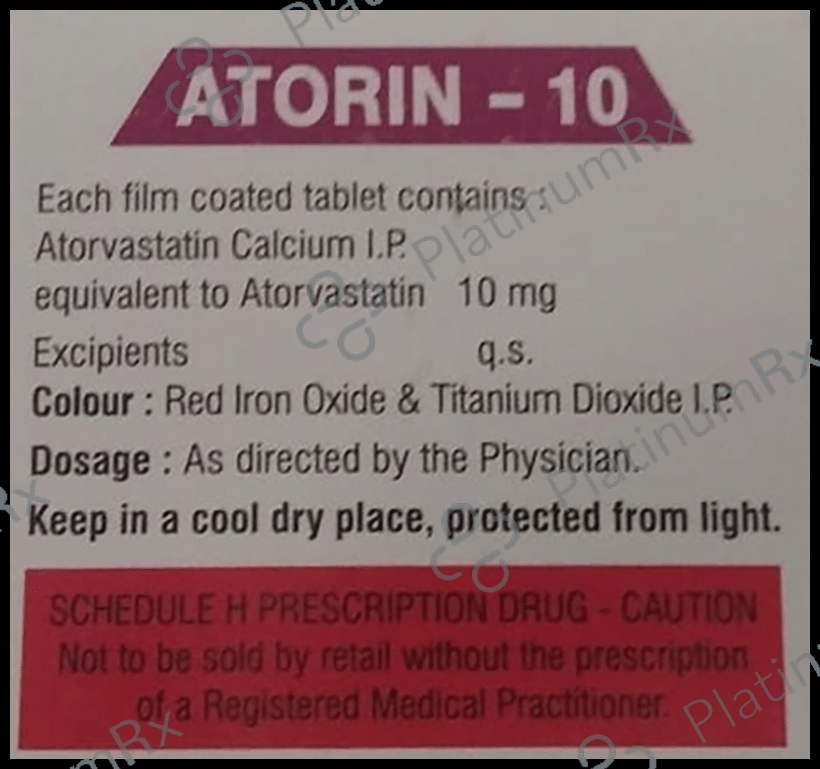 ATORIN - 10
Each film coated tablet contains :
Atorvastatin Calcium I.P.
equivalent to Atorvastatin 10 mg
Excipients q.s.
Colour : Red Iron Oxide & Titanium Dioxide I.P.
Dosage : As directed by the Physician.
Keep in a cool dry place, protected from light.
SCHEDULE H PRESCRIPTION DRUG - CAUTION
Not to be sold by retail without the prescription
of a Registered Medical Practitioner.
PlatinumRx
PlatinumRx